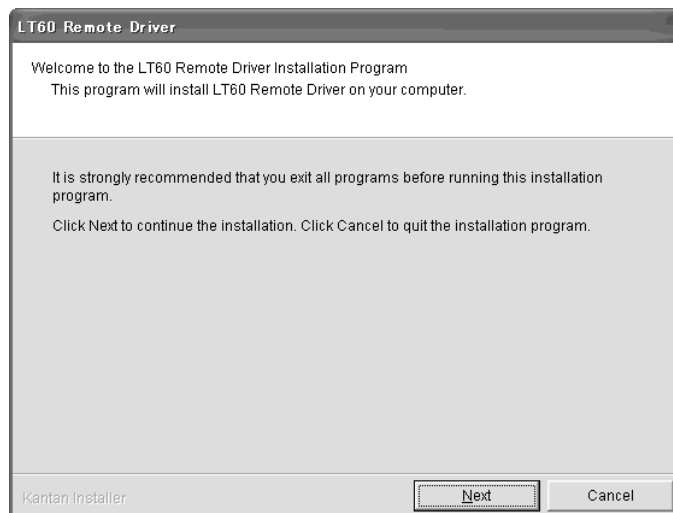 LT60 Remote Driver
Welcome to the LT60 Remote Driver Installation Program
This program will install LT60 Remote Driver on your computer.
It is strongly recommended that you exit all programs before running this installation
program.
Click Next to continue the installation. Click Cancel to quit the installation program.
Kantan Installer
Next
Cancel